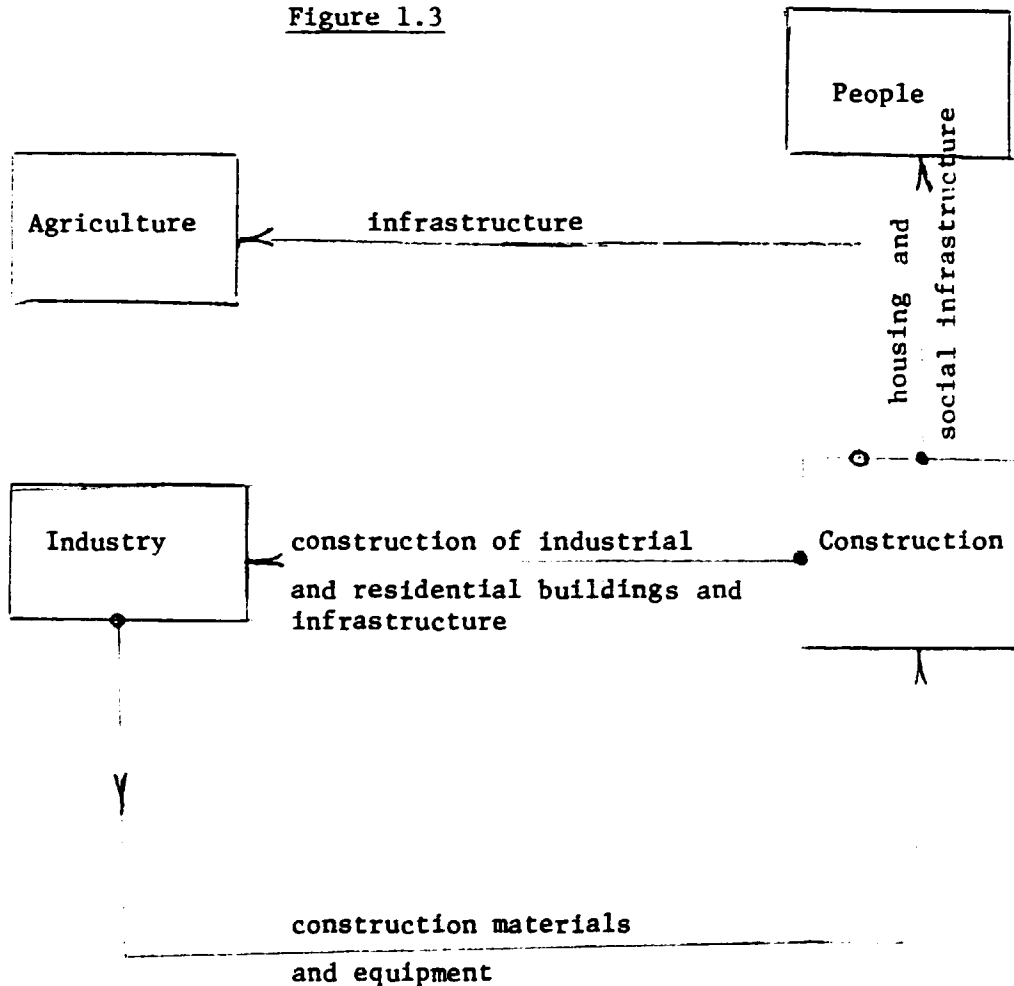 Figure 1.3
People
Agriculture
infrastructure
housing and
social infrastructure
Industry
construction of industrial
and residential buildings and
infrastructure
Construction
construction materials
and equipment